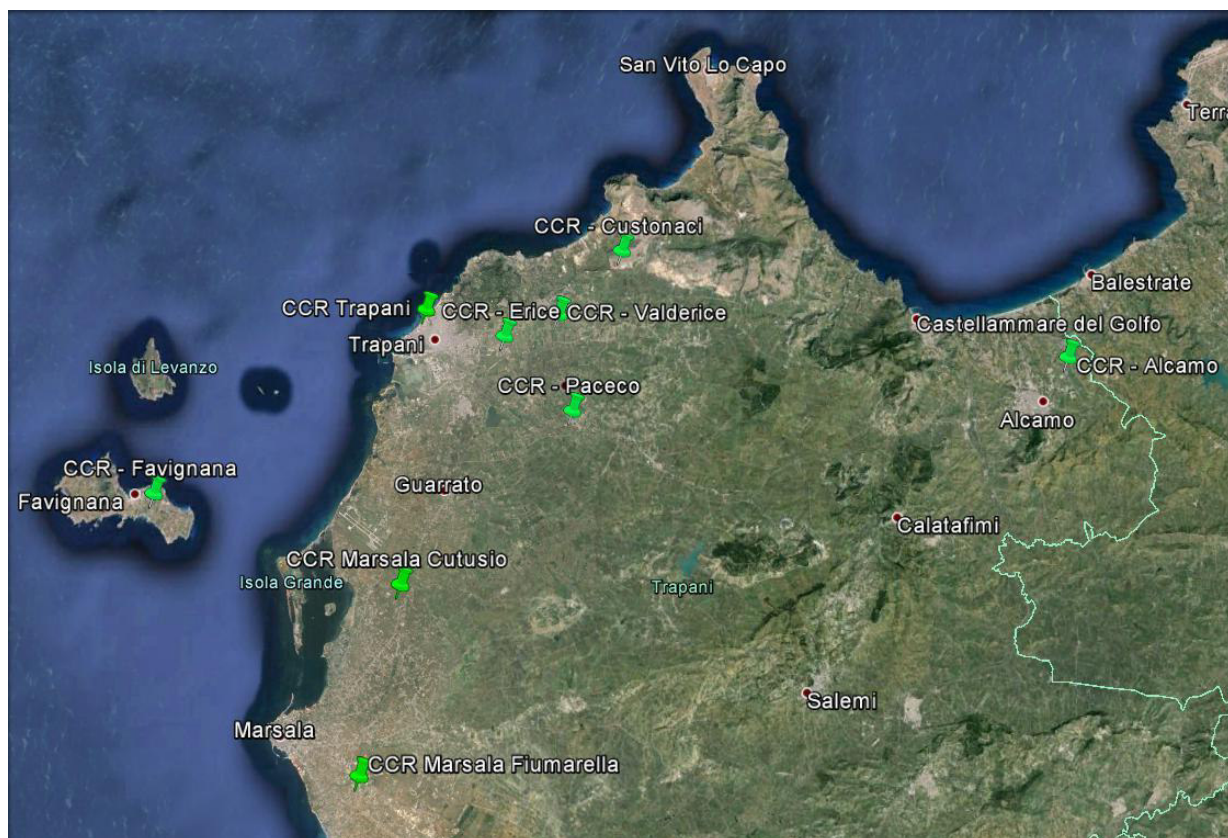 San Vito Lo Capo
Terra
CCR - Custonaci
Balestrate
CCR Trapani
CCR - Erice
CCR - Valderice
Castellammare del Golfo
Trapani
Isola di Levanzo
CCR - Alcamo
CCR - Paceco
Alcamo
CCR - Favignana
Guarrato
Favignana
Calatafimi
CCR Marsala Cutusio
Isola Grande
Trapani
Salemi
Marsala
CCR Marsala Fiumarella